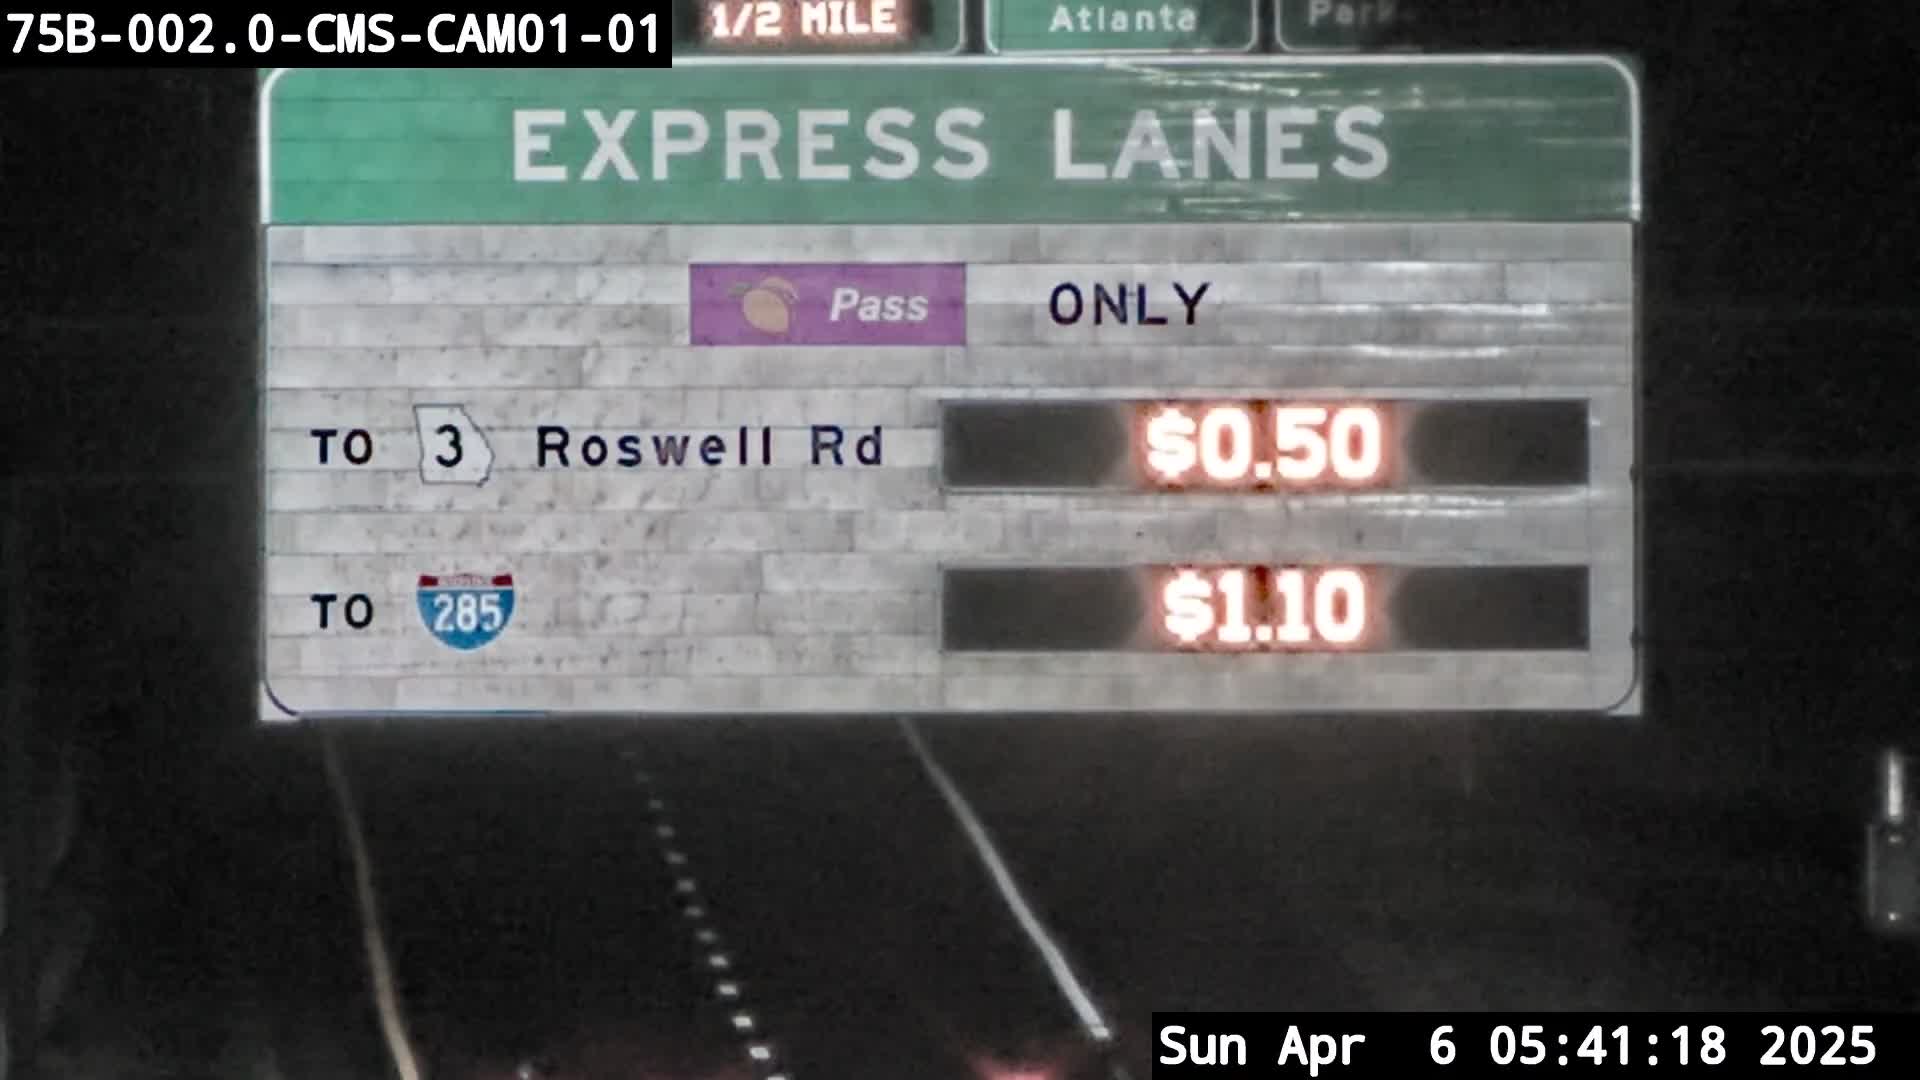 75B-002.0-CMS-CAM01-01
1/2 MILE
Atlanta
Park
EXPRESS LANES
Pass ONLY
TO 3 Roswell Rd $0.50
TO 285 $1.10
Sun Apr 6 05:41:18 2025